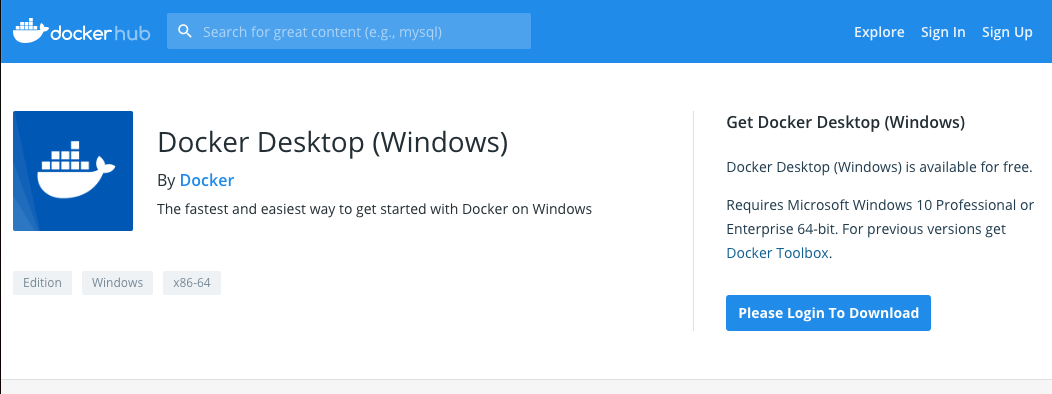 dockerhub
Search for great content (e.g., mysql)
Explore Sign In Sign Up
Docker Desktop (Windows)
By Docker
The fastest and easiest way to get started with Docker on Windows
Edition Windows x86-64
Get Docker Desktop (Windows)
Docker Desktop (Windows) is available for free.
Requires Microsoft Windows 10 Professional or
Enterprise 64-bit. For previous versions get
Docker Toolbox.
Please Login To Download